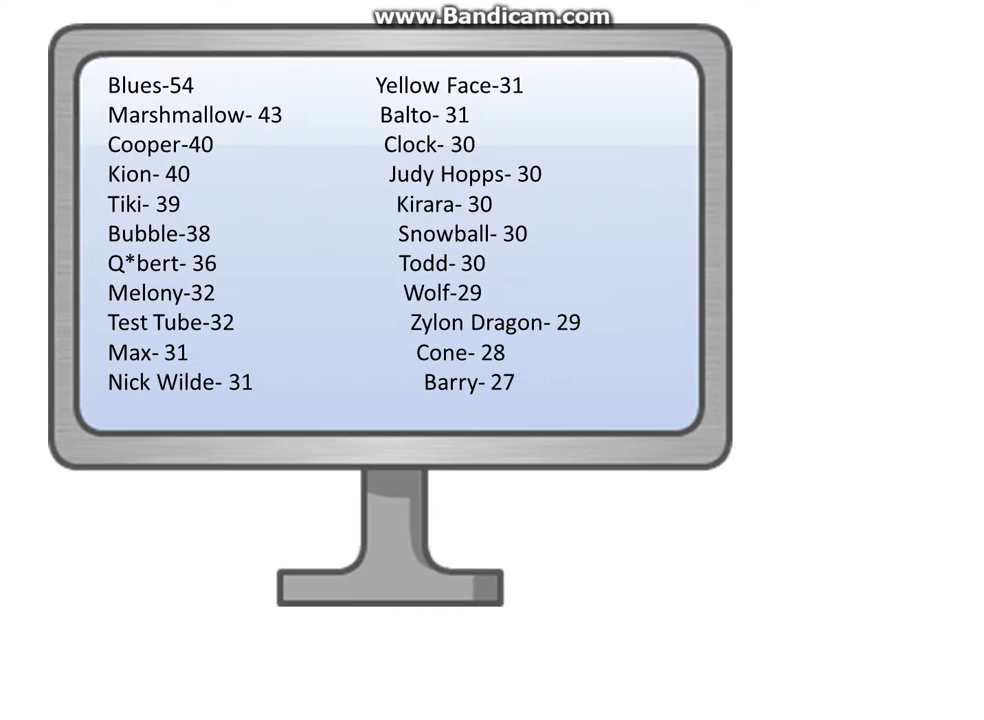 www.Bandicam.com
Blues-54
Marshmallow- 43
Cooper-40
Kion- 40
Tiki- 39
Bubble-38
Q*bert- 36
Melony-32
Test Tube-32
Max- 31
Nick Wilde- 31
Yellow Face-31
Balto- 31
Clock- 30
Judy Hopps- 30
Kirara- 30
Snowball- 30
Todd- 30
Wolf-29
Zylon Dragon- 29
Cone- 28
Barry- 27